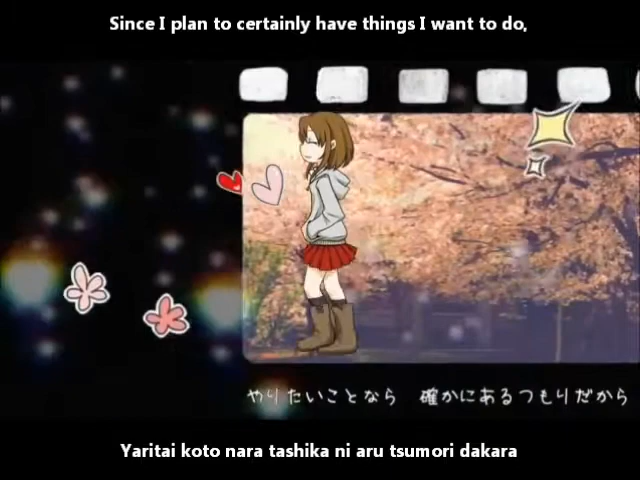 Since I plan to certainly have things I want to do,
やりたいことなら 確かにあるつもりだから
Yaritai koto nara tashika ni aru tsumori dakara